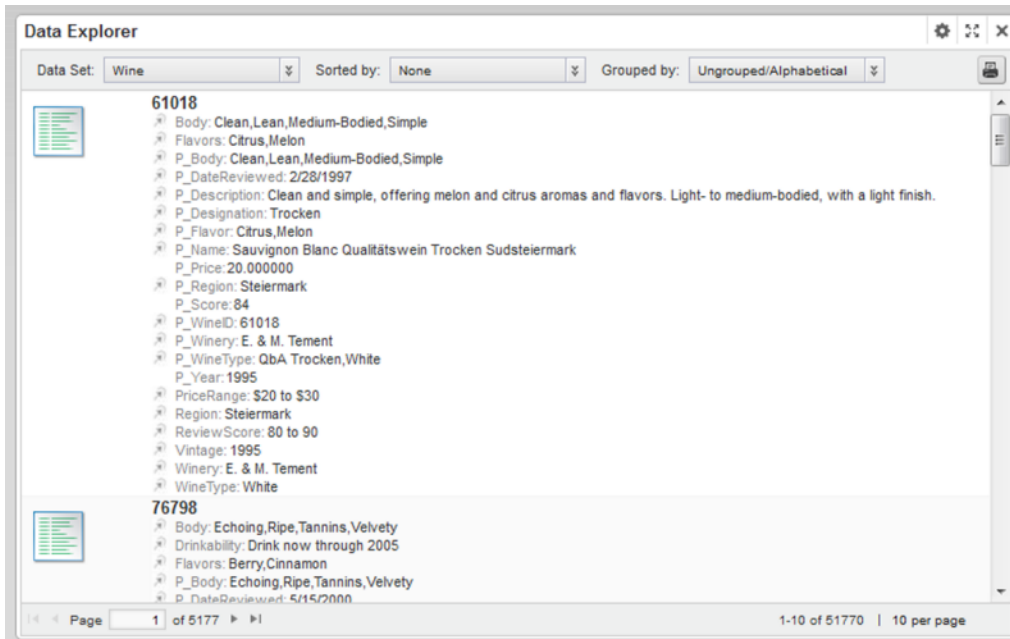 Data Explorer
Data Set: Wine Sorted by: None Grouped by: Ungrouped/Alphabetical
61018
Body: Clean,Lean,Medium-Bodied,Simple
Flavors: Citrus,Melon
P_Body: Clean,Lean,Medium-Bodied,Simple
P_DateReviewed: 2/28/1997
P_Description: Clean and simple, offering melon and citrus aromas and flavors. Light- to medium-bodied, with a light finish.
P_Designation: Trocken
P_Flavor: Citrus,Melon
P_Name: Sauvignon Blanc Qualitätswein Trocken Sudsteiermark
P_Price: 20.000000
P_Region: Steiermark
P_Score: 84
P_WineID: 61018
P_Winery: E. & M. Tement
P_WineType: QbA Trocken,White
P_Year: 1995
PriceRange: $20 to $30
Region: Steiermark
ReviewScore: 80 to 90
Vintage: 1995
Winery: E. & M. Tement
WineType: White
76798
Body: Echoing,Ripe,Tannins,Velvety
Drinkability: Drink now through 2005
Flavors: Berry,Cinnamon
P_Body: Echoing,Ripe,Tannins,Velvety
P_DateReviewed: 5/15/2000
Page 1 of 5177 1-10 of 51770 | 10 per page